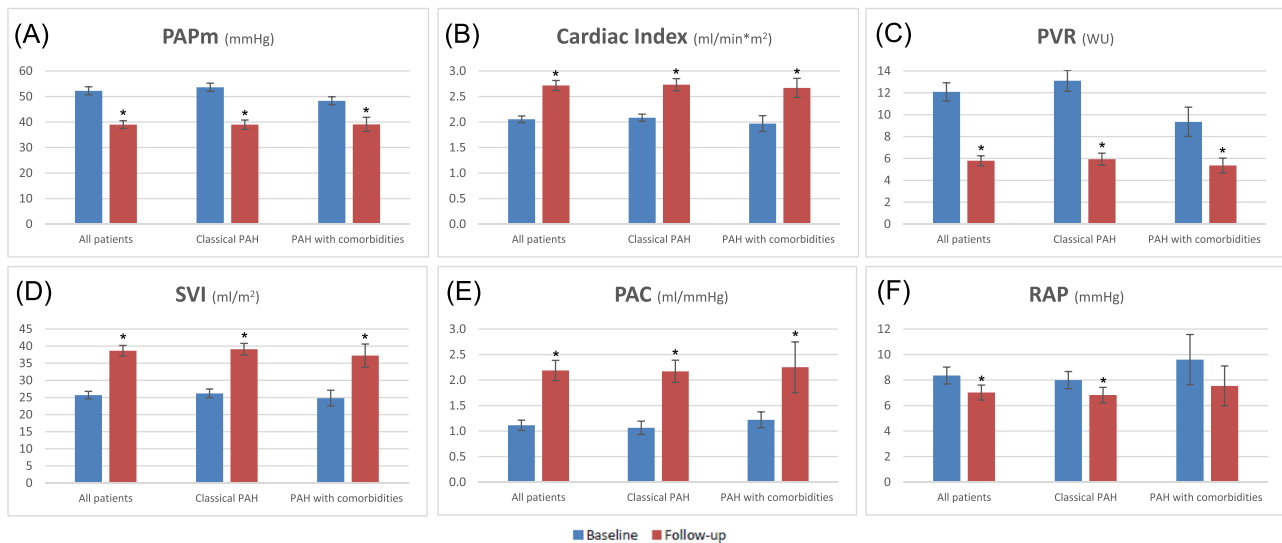 (A) PAPm (mmHg)
60
50
40
30
20
10
0
* * *
All patients Classical PAH PAH with comorbidities
(B) Cardiac Index (ml/min*m²)
3.0
2.5
2.0
1.5
1.0
0.5
0.0
* * *
All patients Classical PAH PAH with comorbidities
(C) PVR (WU)
14
12
10
8
6
4
2
0
* * *
All patients Classical PAH PAH with comorbidities
(D) SVI (ml/m²)
45
40
35
30
25
20
15
10
5
0
* * *
All patients Classical PAH PAH with comorbidities
(E) PAC (ml/mmHg)
3.0
2.5
2.0
1.5
1.0
0.5
0.0
* * *
All patients Classical PAH PAH with comorbidities
(F) RAP (mmHg)
12
10
8
6
4
2
0
* *
All patients Classical PAH PAH with comorbidities
Baseline Follow-up